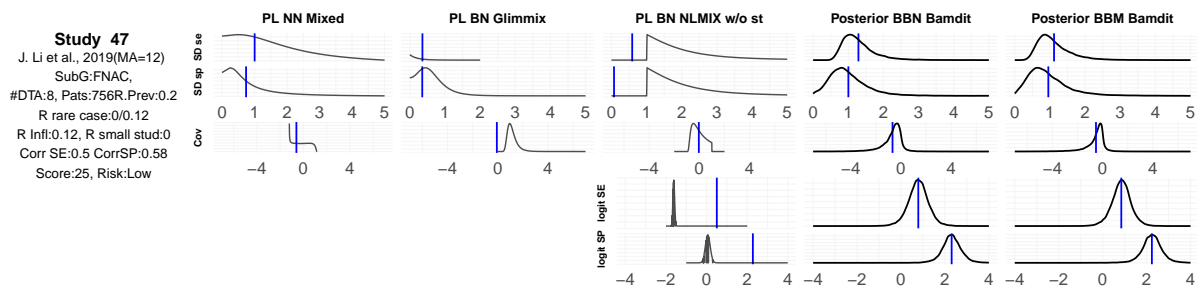 PL NN Mixed PL BN Glimmix PL BN NLMIX w/o st Posterior BBN Bamdit Posterior BBM Bamdit
Study 47
J. Li et al., 2019(MA=12)
SubG:FNAC,
#DTA:8, Pats:756R.Prev:0.2
R rare case:0/0.12
R Infl:0.12, R small stud:0
Corr SE:0.5 CorrSP:0.58
Score:25, Risk:Low
SD se
SD sp
0 1 2 3 4 5 0 1 2 3 4 5 0 1 2 3 4 5 0 1 2 3 4 5 0 1 2 3 4 5
Cov
−4 0 4 −4 0 4 −4 0 4 −4 0 4 −4 0 4
logit SE
logit SP
−4 −2 0 2 4 −4 −2 0 2 4 −4 −2 0 2 4